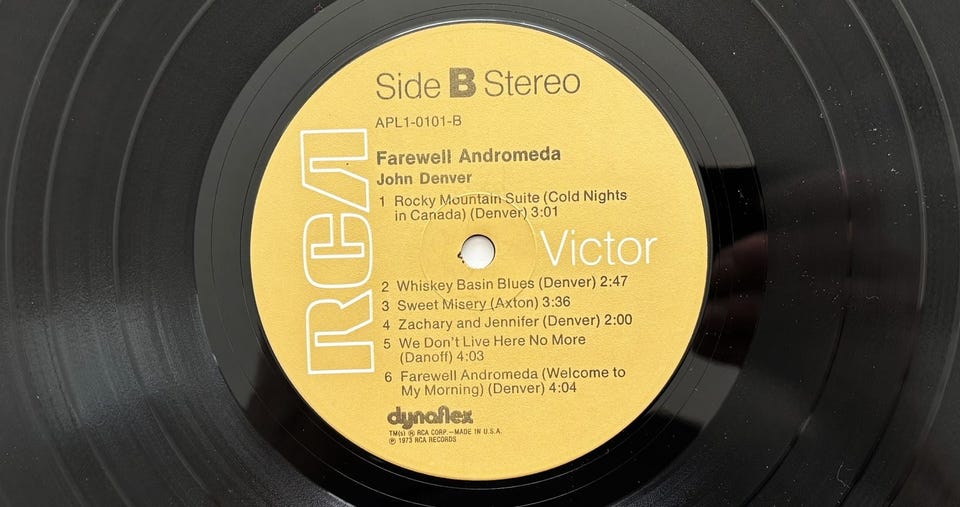 Side B Stereo
APL1-0101-B
Farewell Andromeda
John Denver
1 Rocky Mountain Suite (Cold Nights
in Canada) (Denver) 3:01
RCA
Victor
2 Whiskey Basin Blues (Denver) 2:47
3 Sweet Misery (Axton) 3:36
4 Zachary and Jennifer (Denver) 2:00
5 We Don't Live Here No More
(Danoff) 4:03
6 Farewell Andromeda (Welcome to
My Morning) (Denver) 4:04
dynaflex
TM(s) ® RCA CORP.—MADE IN U.S.A.
℗ 1973 RCA RECORDS